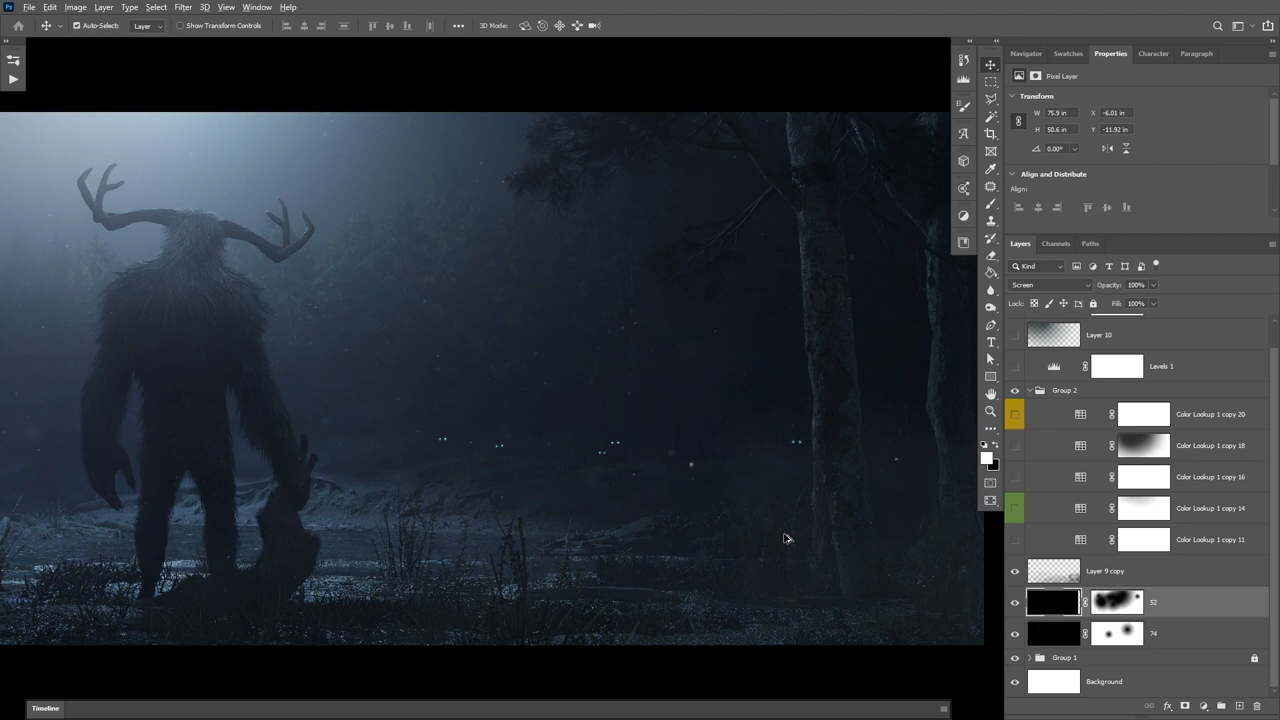 Ps File Edit Image Layer Type Select Filter 3D View Window Help
Auto-Select: Layer Show Transform Controls 3D Mode:
Navigator Swatches Properties Character Paragraph
Pixel Layer
Transform
W 75.9 in X -6.01 in
H 50.6 in Y -11.92 in
0.00°
Align and Distribute
Align:
Layers Channels Paths
Kind
Screen Opacity: 100%
Lock: Fill: 100%
Layer 10
Levels 1
Group 2
Color Lookup 1 copy 20
Color Lookup 1 copy 18
Color Lookup 1 copy 16
Color Lookup 1 copy 14
Color Lookup 1 copy 11
Layer 9 copy
52
74
Group 1
Background
fx
Timeline